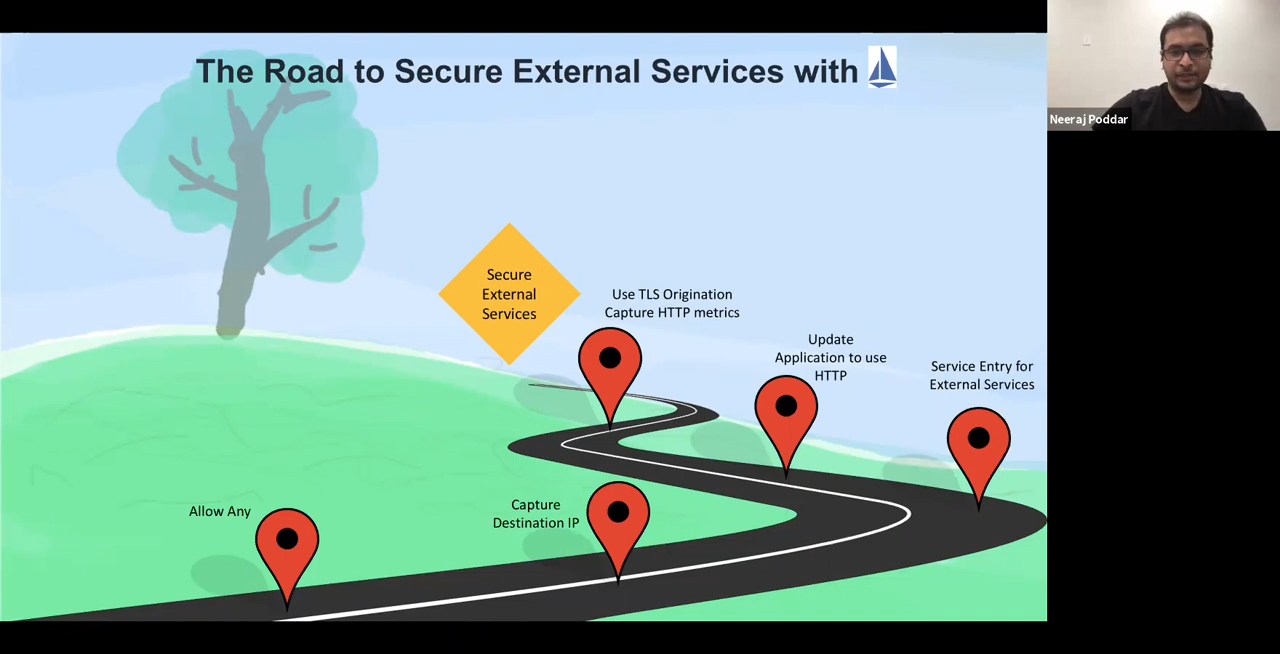 The Road to Secure External Services with
Neeraj Poddar
Secure
External
Services
Use TLS Origination
Capture HTTP metrics
Update
Application to use
HTTP
Service Entry for
External Services
Capture
Destination IP
Allow Any